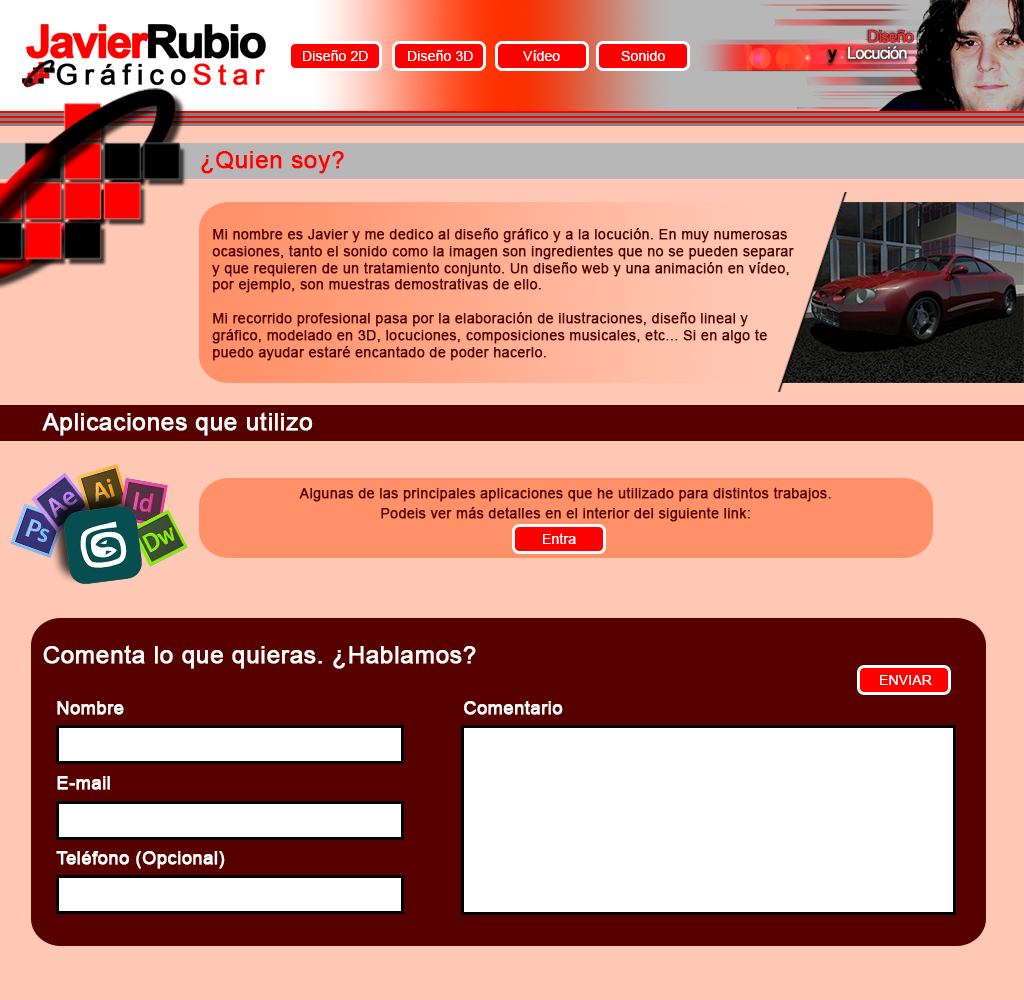 JavierRubio
GráficoStar
Diseño 2D
Diseño 3D
Vídeo
Sonido
Diseño
y . Locución
¿Quien soy?
Mi nombre es Javier y me dedico al diseño gráfico y a la locución. En muy numerosas
ocasiones, tanto el sonido como la imagen son ingredientes que no se pueden separar
y que requieren de un tratamiento conjunto. Un diseño web y una animación en vídeo,
por ejemplo, son muestras demostrativas de ello.
Mi recorrido profesional pasa por la elaboración de ilustraciones, diseño lineal y
gráfico, modelado en 3D, locuciones, composiciones musicales, etc... Si en algo te
puedo ayudar estaré encantado de poder hacerlo.
Aplicaciones que utilizo
Ps
Ae
Ai
Id
Dw
Algunas de las principales aplicaciones que he utilizado para distintos trabajos.
Podeis ver más detalles en el interior del siguiente link:
Entra
Comenta lo que quieras. ¿Hablamos?
ENVIAR
Nombre
Comentario
E-mail
Teléfono (Opcional)